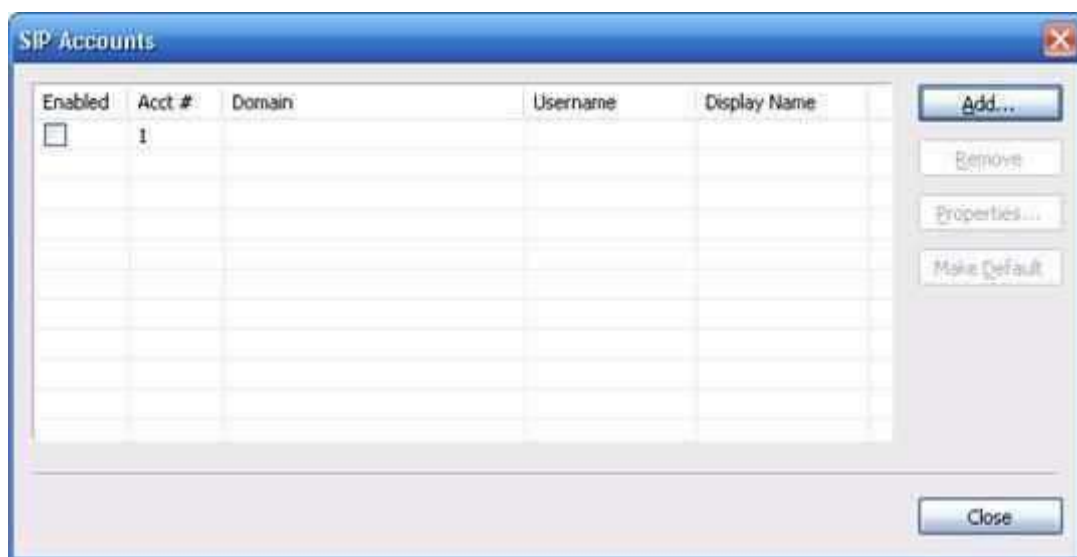 SIP Accounts
Enabled Acct # Domain Username Display Name
1
Add...
Remove
Properties...
Make Default
Close